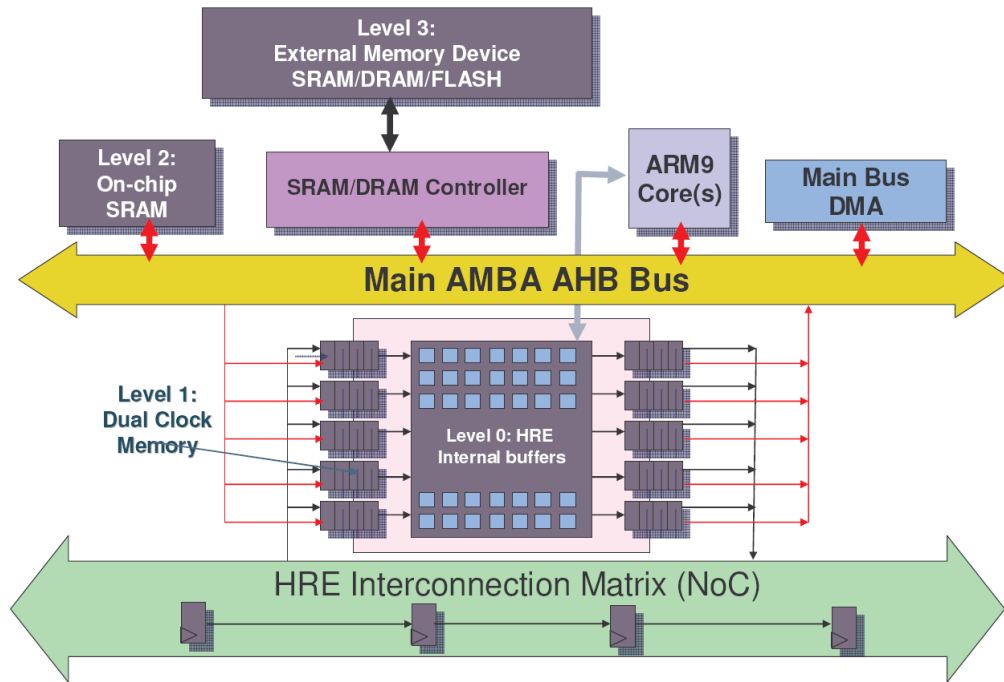 Level 3:
External Memory Device
SRAM/DRAM/FLASH
Level 2:
On-chip
SRAM
SRAM/DRAM Controller
ARM9
Core(s)
Main Bus
DMA
Main AMBA AHB Bus
Level 1:
Dual Clock
Memory
Level 0: HRE
Internal buffers
HRE Interconnection Matrix (NoC)